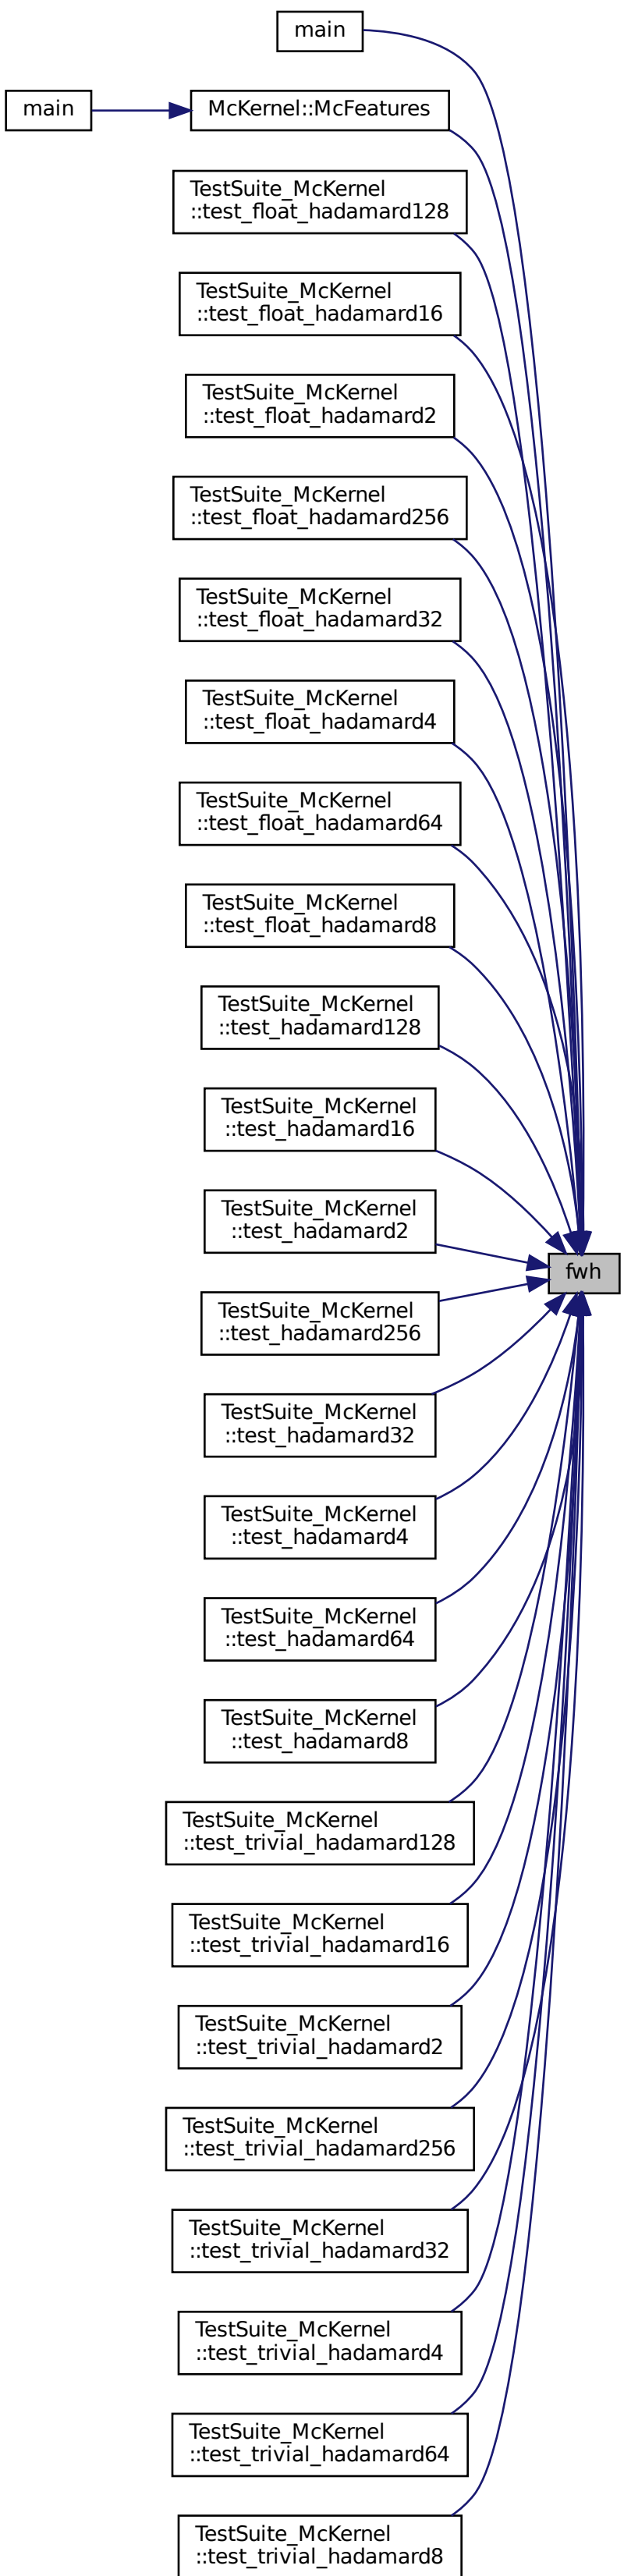 main
main
McKernel::McFeatures
TestSuite_McKernel
::test_float_hadamard128
TestSuite_McKernel
::test_float_hadamard16
TestSuite_McKernel
::test_float_hadamard2
TestSuite_McKernel
::test_float_hadamard256
TestSuite_McKernel
::test_float_hadamard32
TestSuite_McKernel
::test_float_hadamard4
TestSuite_McKernel
::test_float_hadamard64
TestSuite_McKernel
::test_float_hadamard8
TestSuite_McKernel
::test_hadamard128
TestSuite_McKernel
::test_hadamard16
TestSuite_McKernel
::test_hadamard2
fwh
TestSuite_McKernel
::test_hadamard256
TestSuite_McKernel
::test_hadamard32
TestSuite_McKernel
::test_hadamard4
TestSuite_McKernel
::test_hadamard64
TestSuite_McKernel
::test_hadamard8
TestSuite_McKernel
::test_trivial_hadamard128
TestSuite_McKernel
::test_trivial_hadamard16
TestSuite_McKernel
::test_trivial_hadamard2
TestSuite_McKernel
::test_trivial_hadamard256
TestSuite_McKernel
::test_trivial_hadamard32
TestSuite_McKernel
::test_trivial_hadamard4
TestSuite_McKernel
::test_trivial_hadamard64
TestSuite_McKernel
::test_trivial_hadamard8